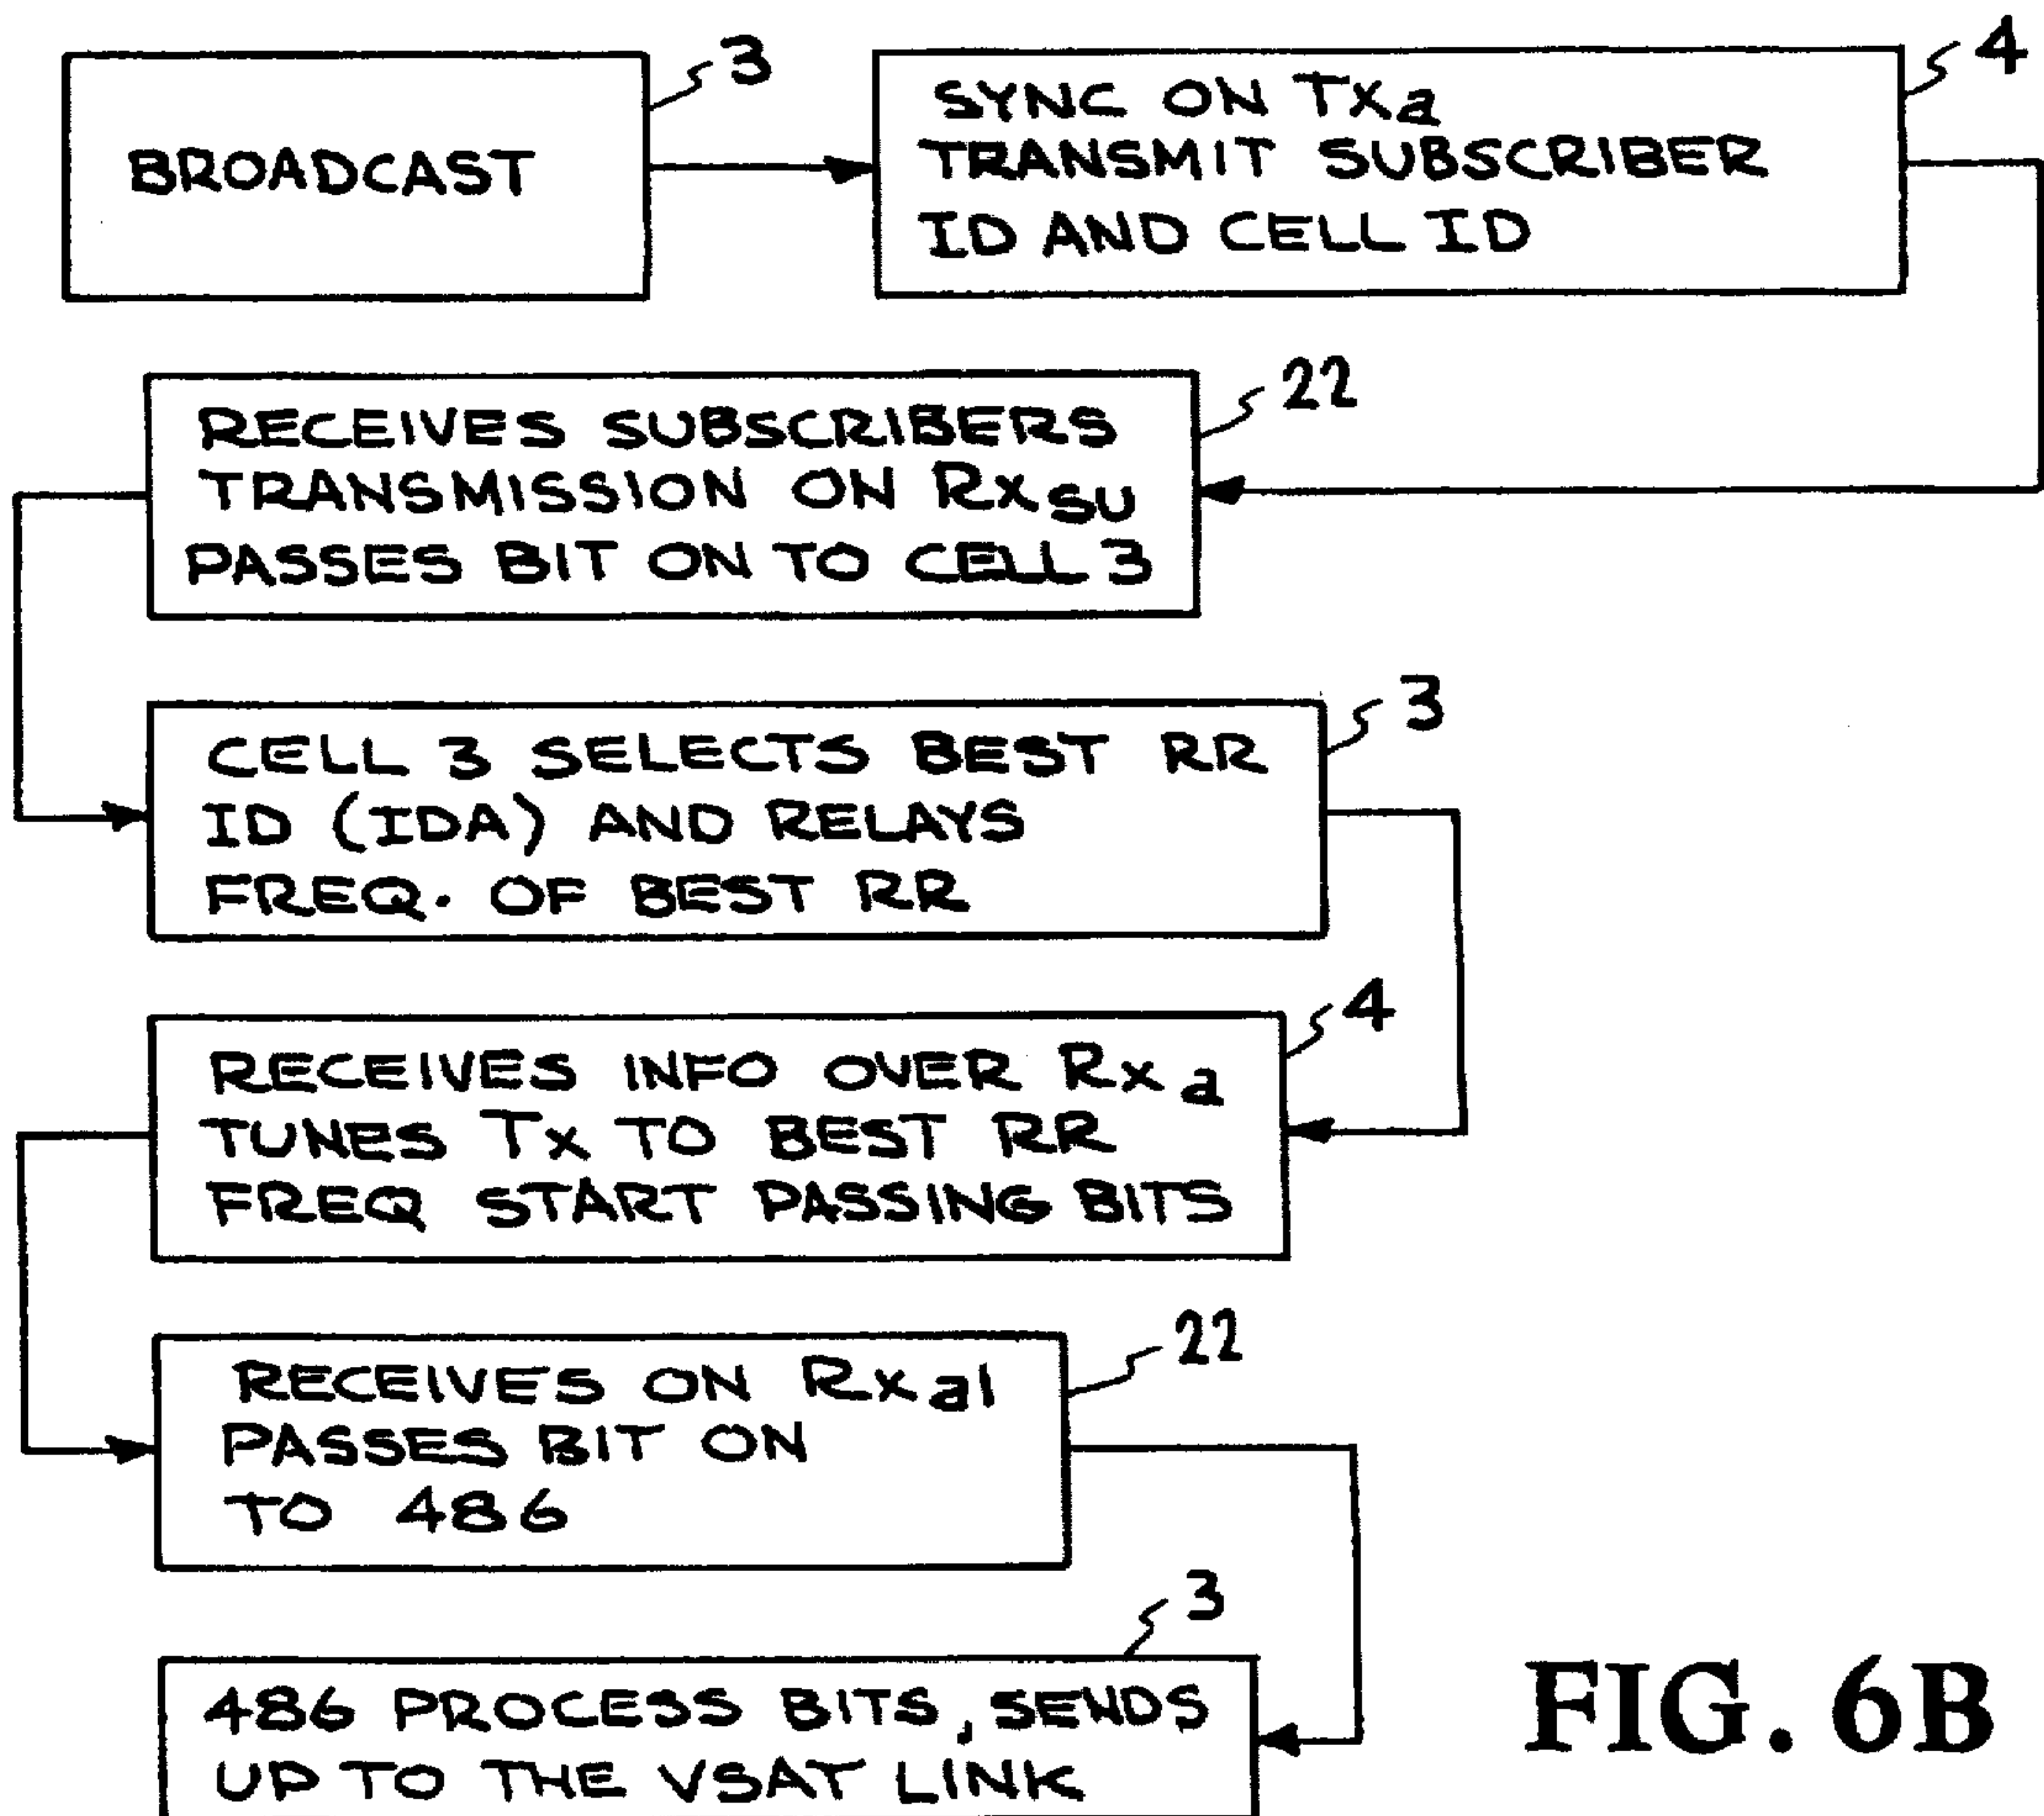 3
BROADCAST
4
SYNC ON Txa
TRANSMIT SUBSCRIBER
ID AND CELL ID
22
RECEIVES SUBSCRIBERS
TRANSMISSION ON RxSU
PASSES BIT ON TO CELL 3
3
CELL 3 SELECTS BEST RR
ID (IDA) AND RELAYS
FREQ. OF BEST RR
4
RECEIVES INFO OVER Rxa
TUNES Tx TO BEST RR
FREQ START PASSING BITS
22
RECEIVES ON Rxa1
PASSES BIT ON
TO 486
3
486 PROCESS BITS, SENDS
UP TO THE VSAT LINK
FIG. 6B